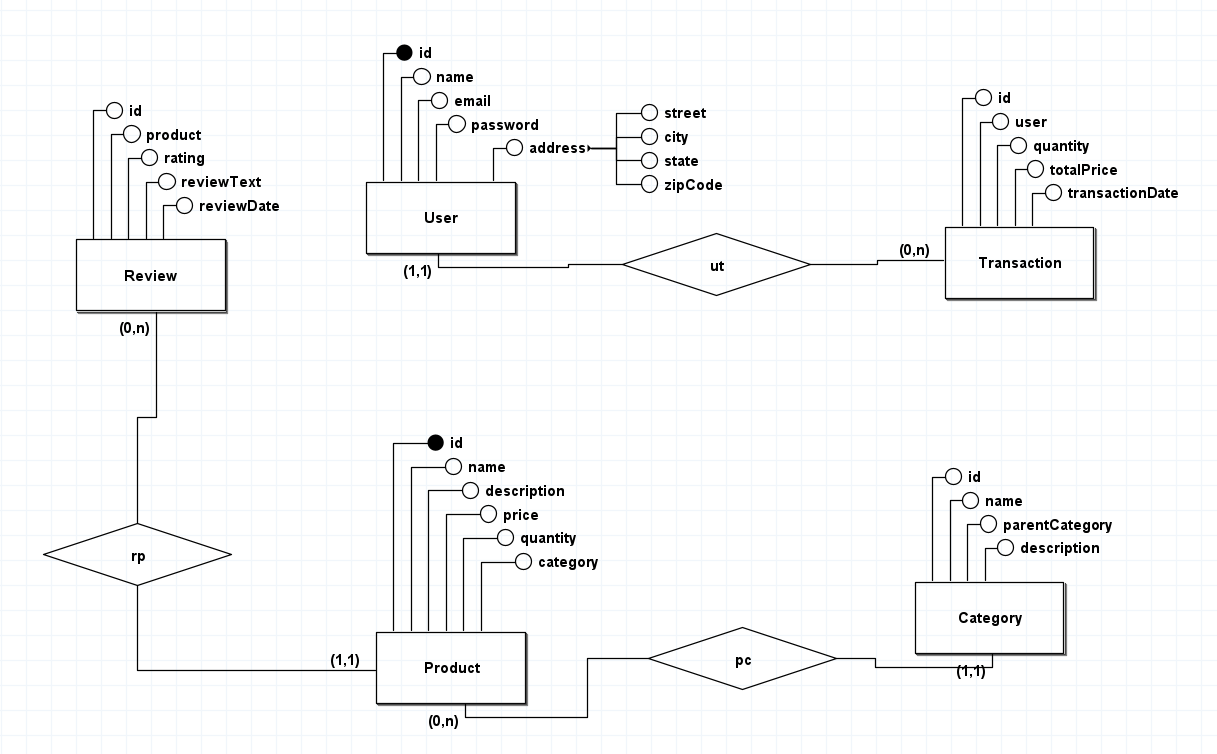 id
name
email
password
address
street
city
state
zipCode
User
(1,1)
id
product
rating
reviewText
reviewDate
Review
(0,n)
id
user
quantity
totalPrice
transactionDate
Transaction
(0,n)
ut
rp
id
name
description
price
quantity
category
Product
(1,1)
(0,n)
pc
id
name
parentCategory
description
Category
(1,1)